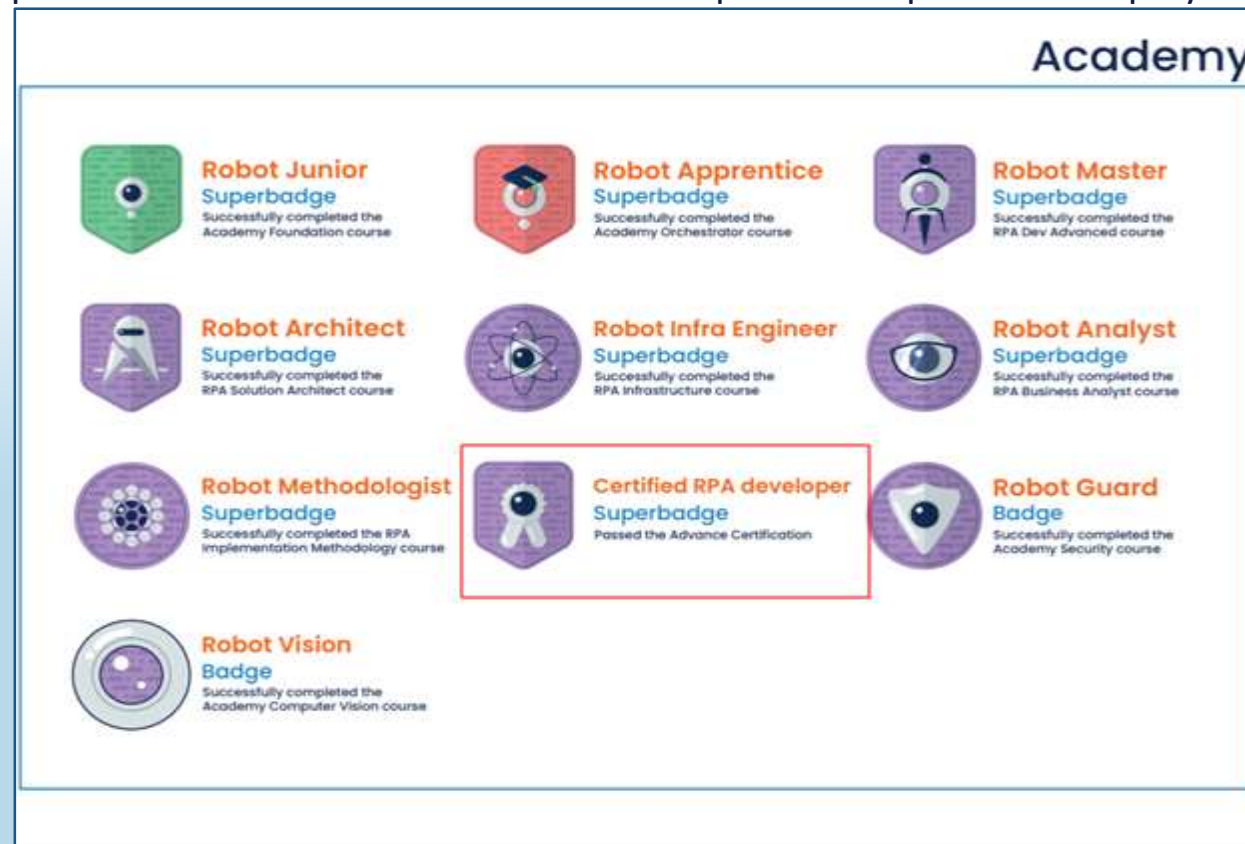 Academy
Robot Junior
Superbadge
Successfully completed the
Academy Foundation course
Robot Apprentice
Superbadge
Successfully completed the
Academy Orchestrator course
Robot Master
Superbadge
Successfully completed the
RPA Dev Advanced course
Robot Architect
Superbadge
Successfully completed the
RPA Solution Architect course
Robot Infra Engineer
Superbadge
Successfully completed the
RPA Infrastructure course
Robot Analyst
Superbadge
Successfully completed the
RPA Business Analyst course
Robot Methodologist
Superbadge
Successfully completed the RPA
Implementation Methodology course
Certified RPA developer
Superbadge
Passed the Advance Certification
Robot Guard
Badge
Successfully completed the
Academy Security course
Robot Vision
Badge
Successfully completed the
Academy Computer Vision course